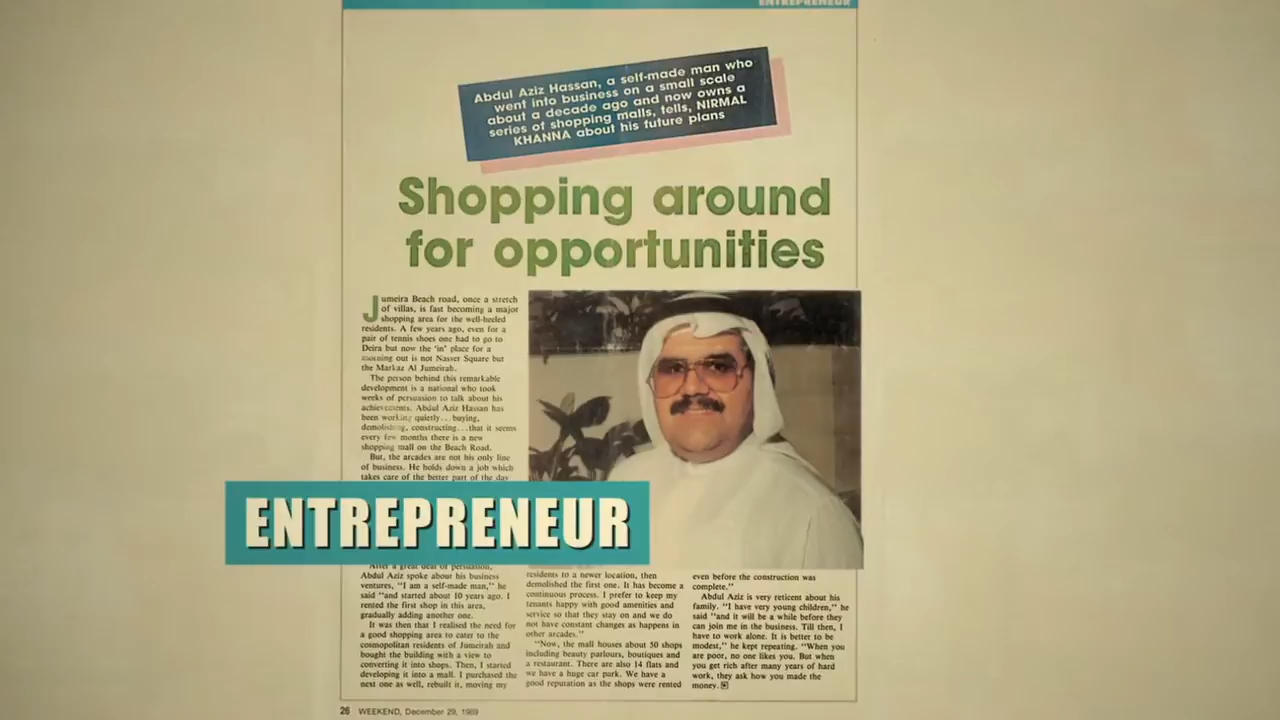 ENTREPRENEUR
Abdul Aziz Hassan, a self-made man who
went into business on a small scale
about a decade ago and now owns a
series of shopping malls, tells, NIRMAL
KHANNA about his future plans
Shopping around
for opportunities
Jumeira Beach road, once a stretch
of villas, is fast becoming a major
shopping area for the well-heeled
residents. A few years ago, even for a
pair of tennis shoes one had to go to
Deira but now the 'in' place for a
morning out is not Nasser Square but
the Markaz Al Jumeirah.
The person behind this remarkable
development is a national who took
weeks of persuasion to talk about his
achievements. Abdul Aziz Hassan has
been working quietly...buying,
demolishing, constructing...that it seems
every few months there is a new
shopping mall on the Beach Road.
But, the arcades are not his only line
of business. He holds down a job which
takes care of the better part of the day
ENTREPRENEUR
After a great deal of persuasion,
Abdul Aziz spoke about his business
ventures, "I am a self-made man," he
said "and started about 10 years ago. I
rented the first shop in this area,
gradually adding another one.
It was then that I realised the need for
a good shopping area to cater to the
cosmopolitan residents of Jumeirah and
bought the building with a view to
converting it into shops. Then, I started
developing it into a mall. I purchased the
next one as well, rebuilt it, moving my
residents to a newer location, then
demolished the first one. It has become a
continuous process. I prefer to keep my
tenants happy with good amenities and
service so that they stay on and we do
not have constant changes as happens in
other arcades."
"Now, the mall houses about 50 shops
including beauty parlours, boutiques and
a restaurant. There are also 14 flats and
we have a huge car park. We have a
good reputation as the shops were rented
even before the construction was
complete."
Abdul Aziz is very reticent about his
family. "I have very young children," he
said "and it will be a while before they
can join me in the business. Till then, I
have to work alone. It is better to be
modest," he kept repeating. "When you
are poor, no one likes you. But when
you get rich after many years of hard
work, they ask how you made the
money.
26 WEEKEND, December 29, 1989